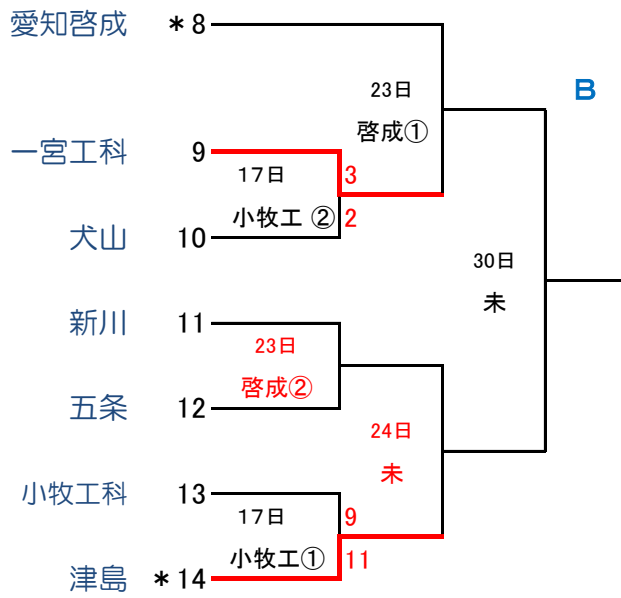 愛知啓成 *8
23日
B
啓成①
一宮工科 9
17日
3
小牧工 ②
2
犬山 10
30日
未
新川 11
23日
啓成②
五条 12
24日
未
小牧工科 13
17日
9
小牧工①
11
津島 *14